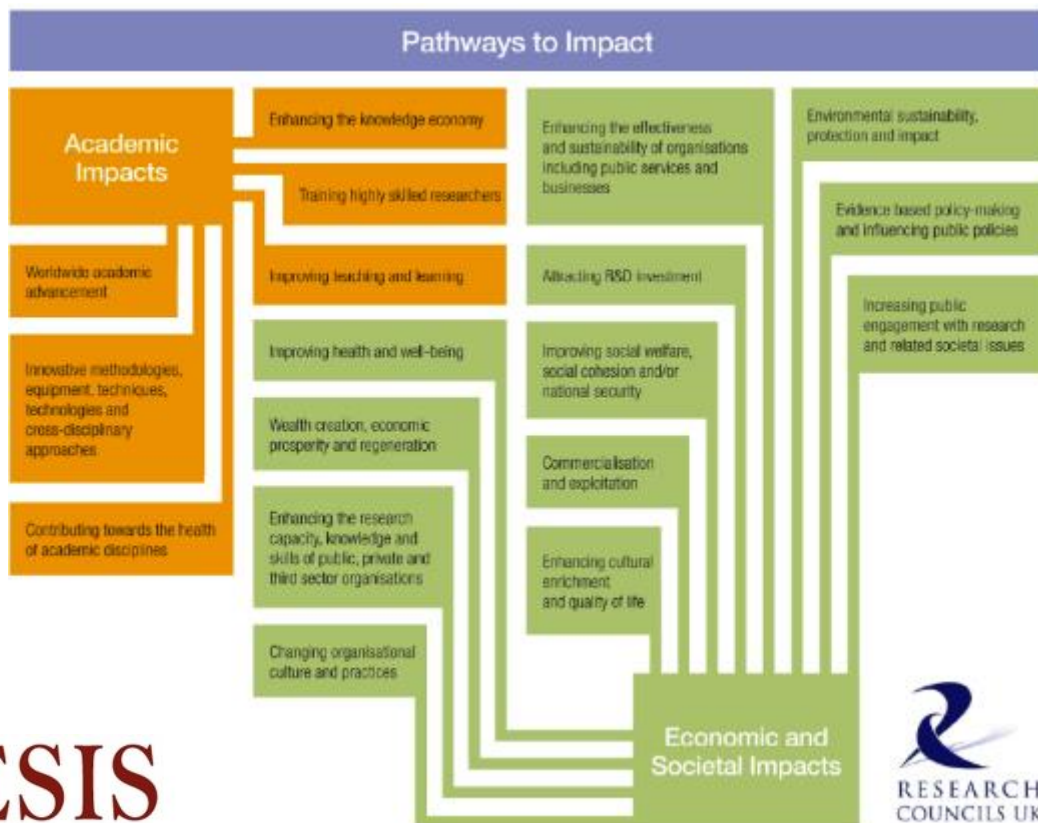 Pathways to Impact
Academic
Impacts
Enhancing the knowledge economy
Training highly skilled researchers
Improving teaching and learning
Worldwide academic
advancement
Innovative methodologies,
equipment, techniques,
technologies and
cross-disciplinary
approaches
Contributing towards the health
of academic disciplines
Improving health and well-being
Wealth creation, economic
prosperity and regeneration
Enhancing the research
capacity, knowledge and
skills of public, private and
third sector organisations
Changing organisational
culture and practices
Enhancing the effectiveness
and sustainability of organisations
including public services and
businesses
Attracting R&D investment
Improving social welfare,
social cohesion and/or
national security
Commercialisation
and exploitation
Enhancing cultural
enrichment
and quality of life
Environmental sustainability,
protection and impact
Evidence based policy-making
and influencing public policies
Increasing public
engagement with research
and related societal issues
Economic and
Societal Impacts
ESIS
RESEARCH
COUNCILS UK